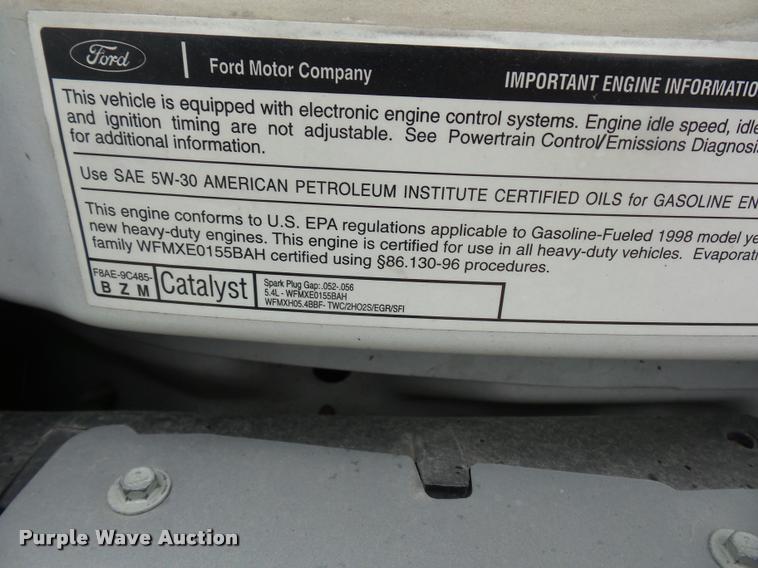 Ford
Ford Motor Company
IMPORTANT ENGINE INFORMATIO
This vehicle is equipped with electronic engine control systems. Engine idle speed, idle
and ignition timing are not adjustable. See Powertrain Control/Emissions Diagnosi
for additional information.
Use SAE 5W-30 AMERICAN PETROLEUM INSTITUTE CERTIFIED OILS for GASOLINE EN
This engine conforms to U.S. EPA regulations applicable to Gasoline-Fueled 1998 model ye
new heavy-duty engines. This engine is certified for use in all heavy-duty vehicles. Evaporati
family WFMXE0155BAH certified using §86.130-96 procedures.
F8AE-9C485-
B Z M
Catalyst
Spark Plug Gap: .052-.056
5.4L - WFMXE0155BAH
WFMXH05.4BBF- TWC/2HO2S/EGR/SFI
Purple Wave Auction